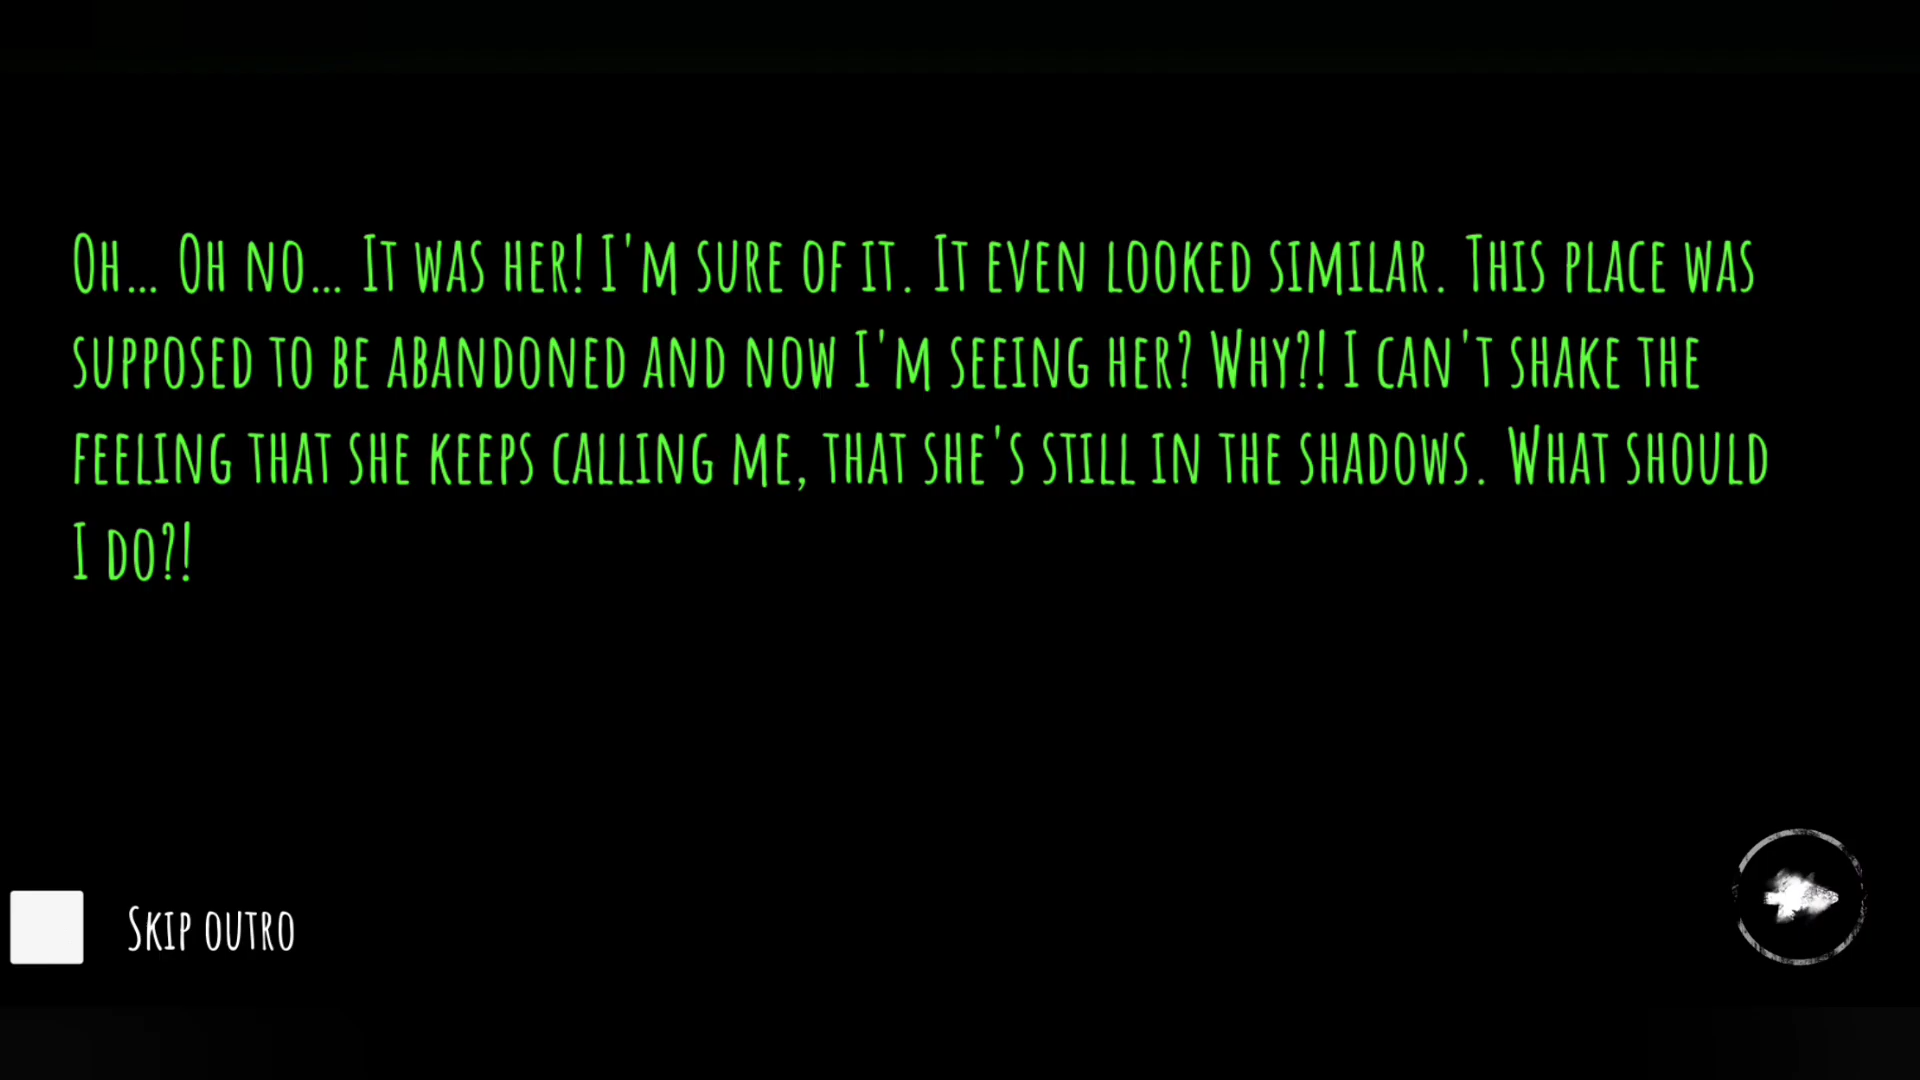 Oh... Oh no... It was her! I'm sure of it. It even looked similar. This place was
supposed to be abandoned and now I'm seeing her? Why?! I can't shake the
feeling that she keeps calling me, that she's still in the shadows. What should
I do?!
Skip outro